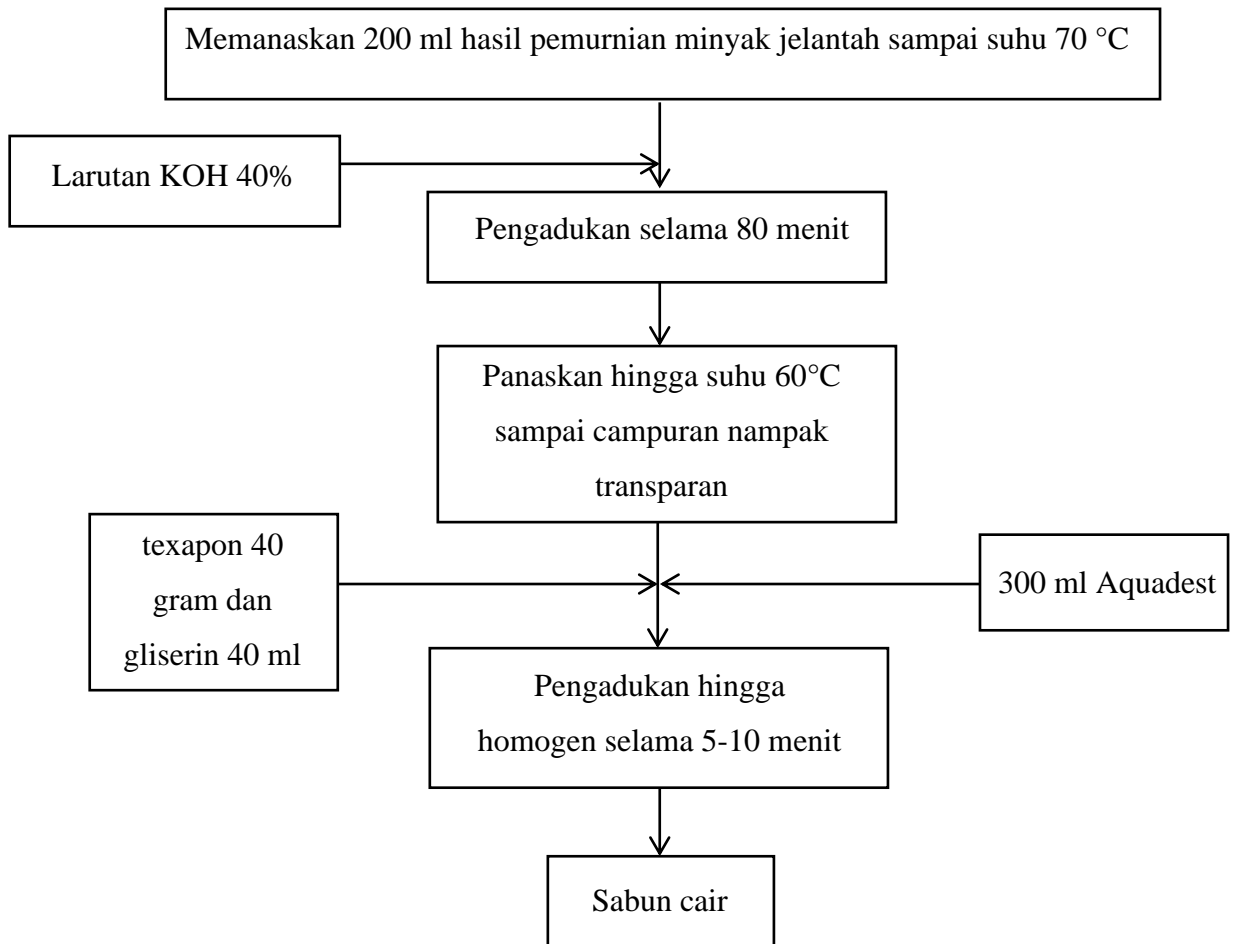 Memanaskan 200 ml hasil pemurnian minyak jelantah sampai suhu 70 °C
Larutan KOH 40%
Pengadukan selama 80 menit
Panaskan hingga suhu 60°C
sampai campuran nampak
transparan
texapon 40
gram dan
gliserin 40 ml
300 ml Aquadest
Pengadukan hingga
homogen selama 5-10 menit
Sabun cair